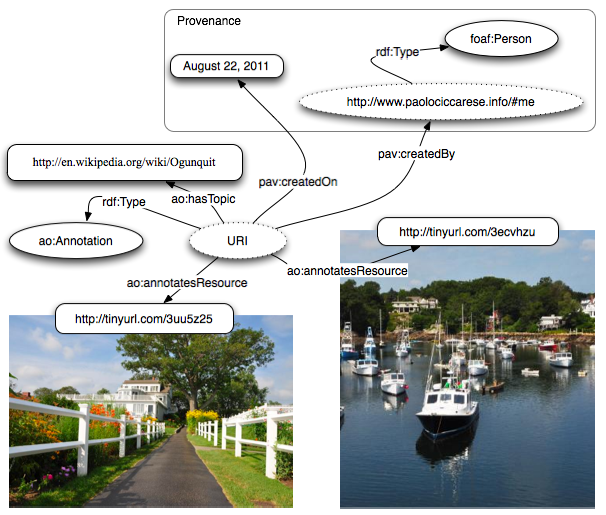 Provenance
foaf:Person
rdf:Type
August 22, 2011
http://www.paolociccarese.info/#me
pav:createdBy
http://en.wikipedia.org/wiki/Ogunquit
pav:createdOn
ao:hasTopic
rdf:Type
http://tinyurl.com/3ecvhzu
ao:Annotation
URI
ao:annotatesResource
ao:annotatesResource
http://tinyurl.com/3uu5z25